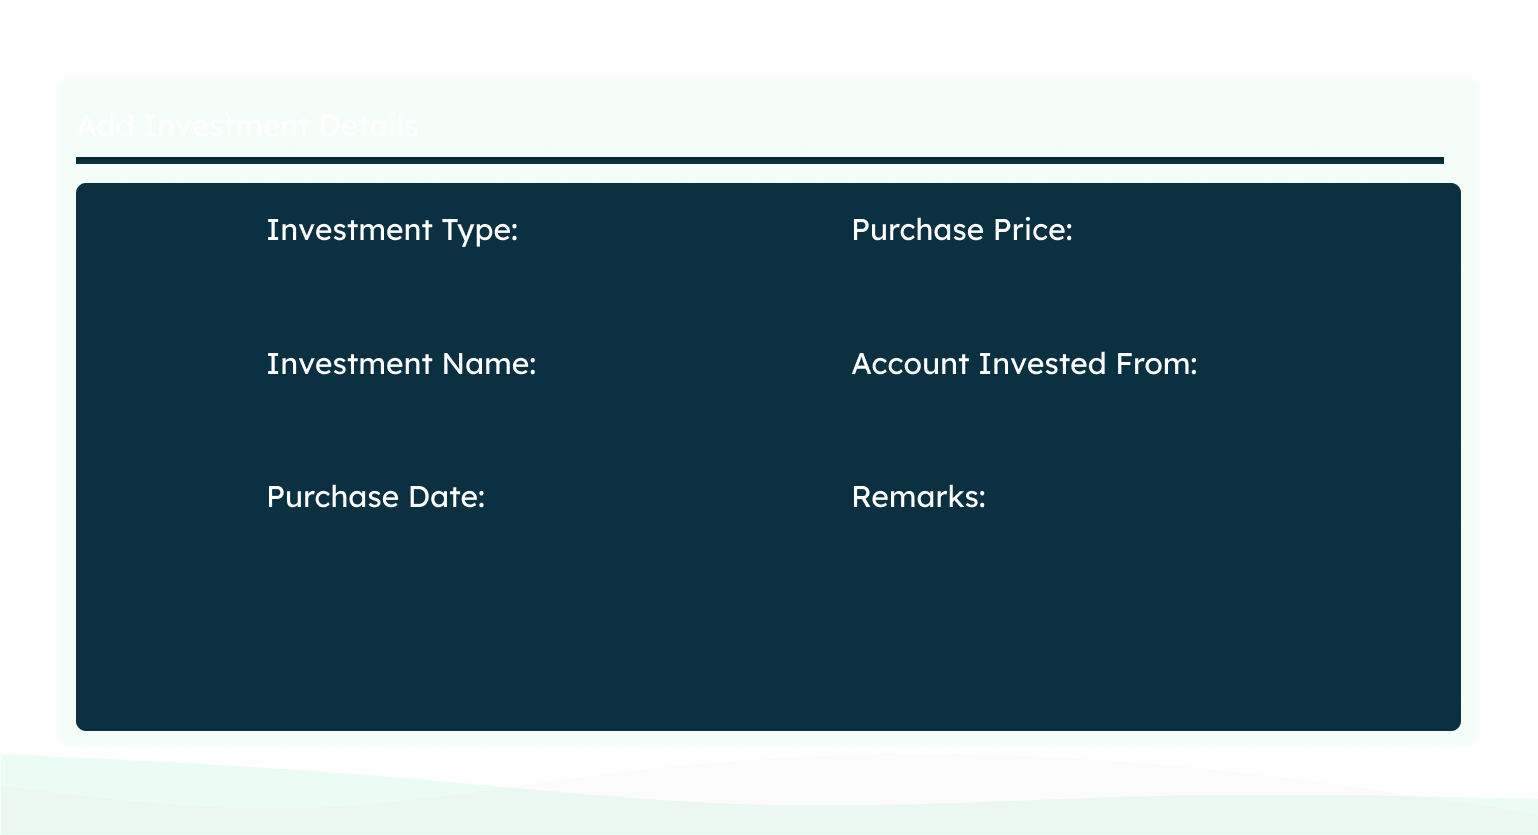 Add Investment Details
Investment Type:
Purchase Price:
Investment Name:
Account Invested From:
Purchase Date:
Remarks: